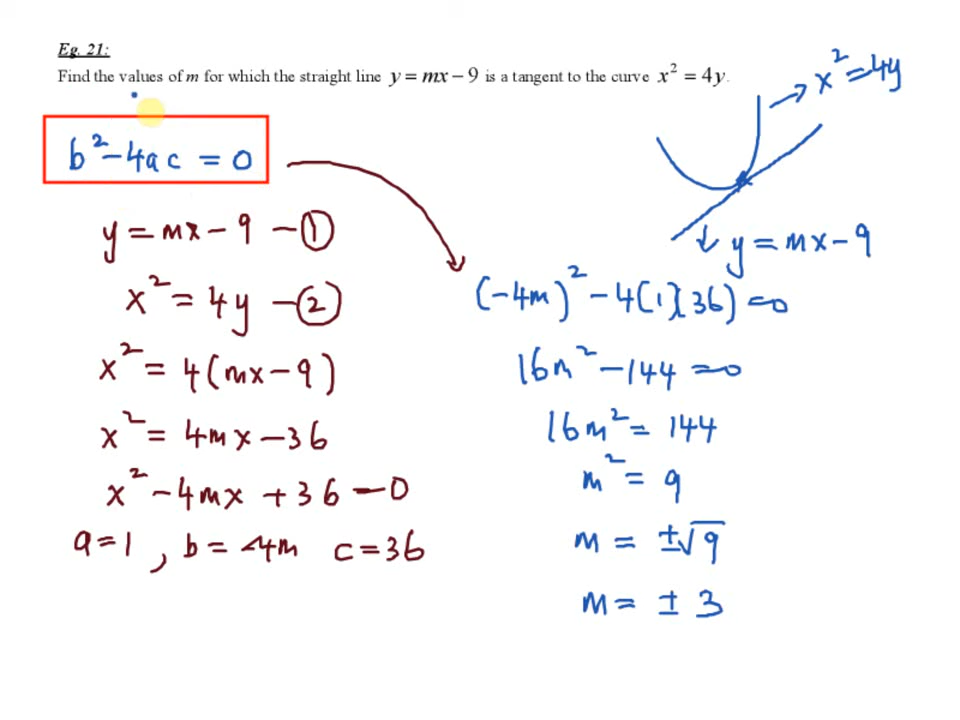 Eg. 21:
Find the values of m for which the straight line y = mx − 9 is a tangent to the curve x² = 4y.
x² = 4y
b² − 4ac = 0
y = mx − 9
y = mx − 9 − ①
x² = 4y − ②
x² = 4(mx − 9)
x² = 4mx − 36
x² − 4mx + 36 = 0
a = 1, b = −4m c = 36
(−4m)² − 4(1)(36) = 0
16m² − 144 = 0
16m² = 144
m² = 9
m = ±√9
m = ± 3